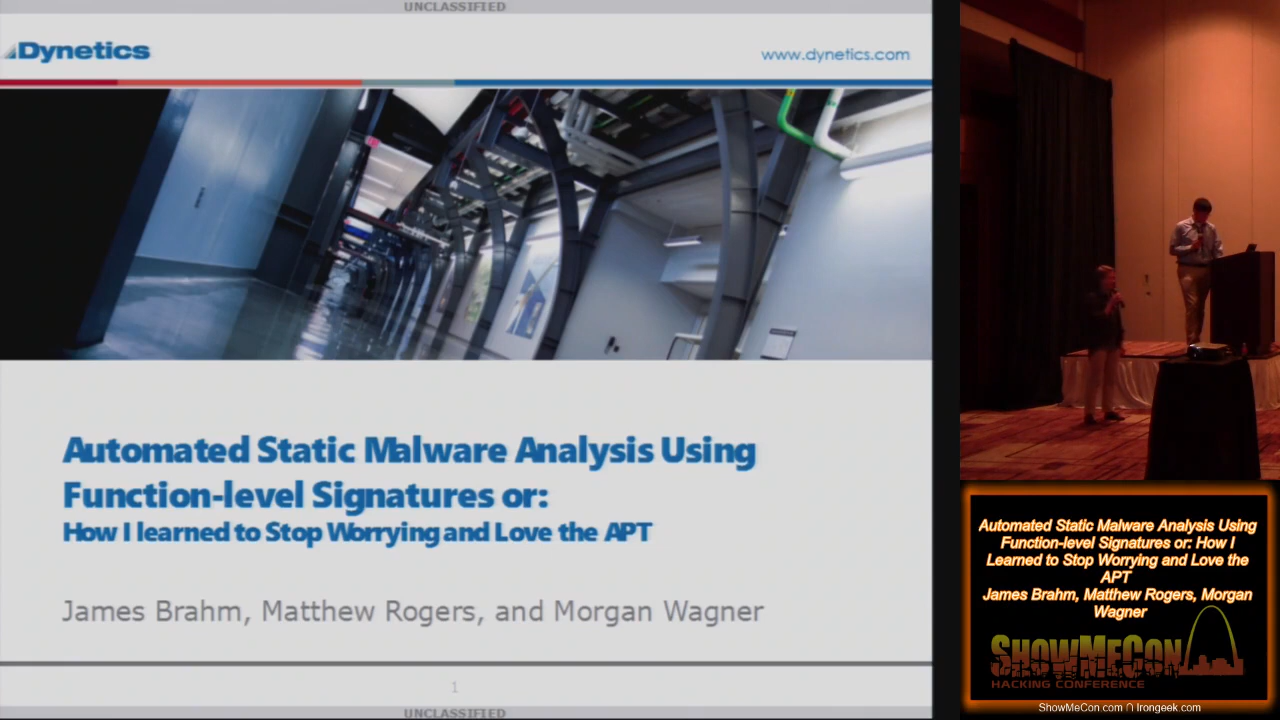 UNCLASSIFIED
Dynetics
www.dynetics.com
Automated Static Malware Analysis Using
Function-level Signatures or:
How I learned to Stop Worrying and Love the APT
James Brahm, Matthew Rogers, and Morgan Wagner
1
UNCLASSIFIED
Automated Static Malware Analysis Using
Function-level Signatures or: How I
Learned to Stop Worrying and Love the
APT
James Brahm, Matthew Rogers, Morgan
Wagner
SHOWMECON
HACKING CONFERENCE
ShowMeCon.com ∩ Irongeek.com